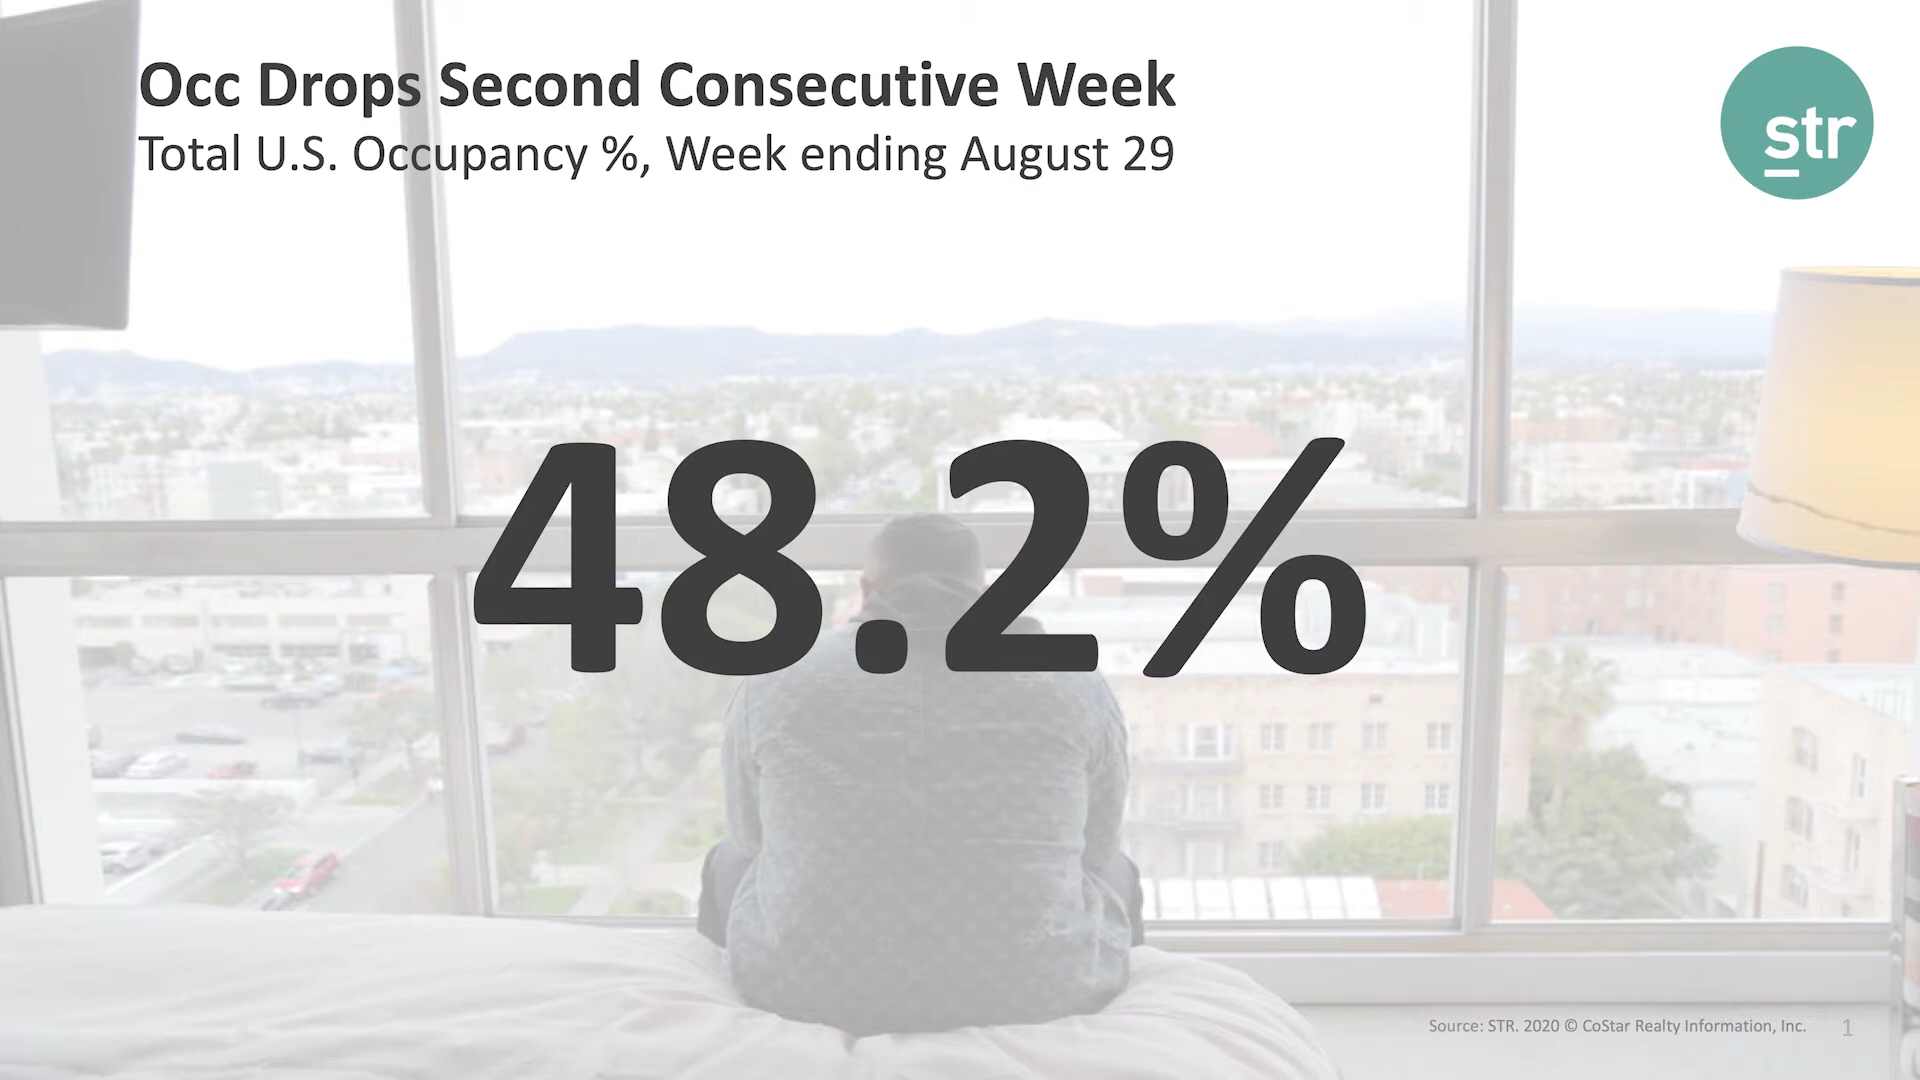 Occ Drops Second Consecutive Week
Total U.S. Occupancy %, Week ending August 29
str
48.2%
Source: STR. 2020 © CoStar Realty Information, Inc.
1